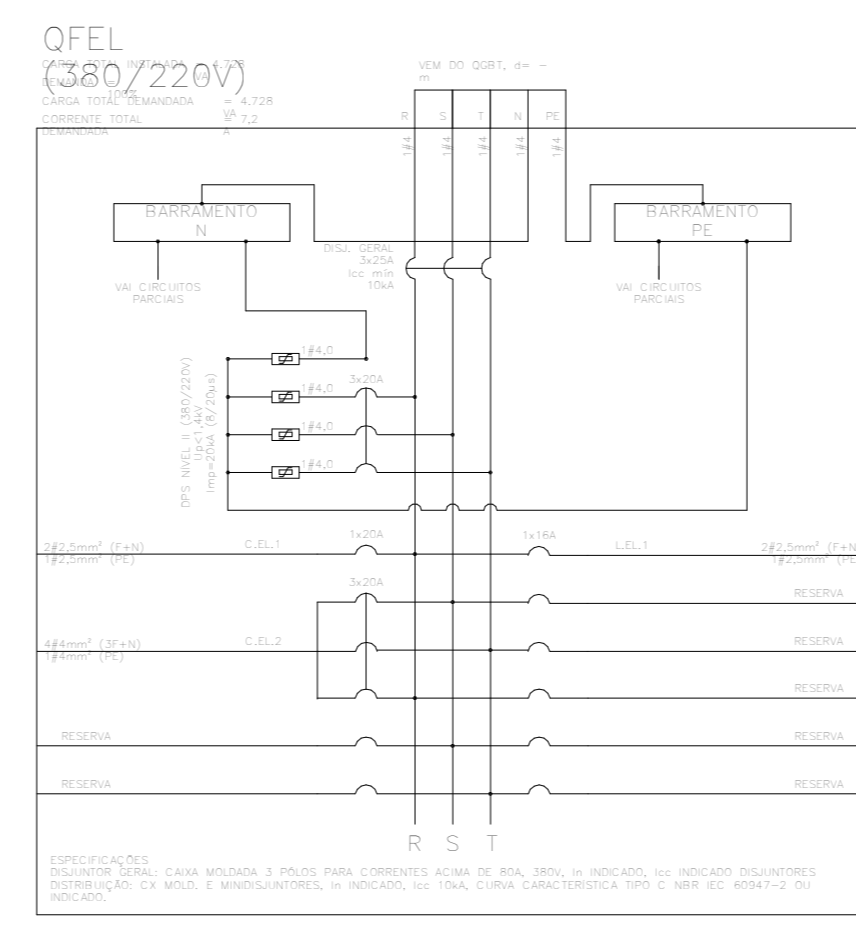 QFEL
(380/220V)
CARGA TOTAL INSTALADA = 4.728
VA
DEMANDA =
100%
CARGA TOTAL DEMANDADA = 4.728
VA
CORRENTE TOTAL = 7,2
DEMANDADA A
VEM DO QGBT, d= -
m
R S T N PE
1#4 1#4 1#4 1#4 1#4
BARRAMENTO
N
BARRAMENTO
PE
DISJ. GERAL
3x25A
Icc mín
10kA
VAI CIRCUITOS
PARCIAIS
VAI CIRCUITOS
PARCIAIS
DPS NÍVEL II (380/220V)
Up<1,4kV
Imp=20kA (8/20µs)
1#4,0
1#4,0
3x20A
1#4,0
1#4,0
2#2,5mm² (F+N)
1#2,5mm² (PE)
C.EL.1
1x20A
1x16A
L.EL.1
2#2,5mm² (F+N
1#2,5mm² (PE
3x20A
RESERVA
4#4mm² (3F+N)
1#4mm² (PE)
C.EL.2
RESERVA
RESERVA
RESERVA
RESERVA
RESERVA
RESERVA
R S T
ESPECIFICAÇÕES
DISJUNTOR GERAL: CAIXA MOLDADA 3 PÓLOS PARA CORRENTES ACIMA DE 80A, 380V, In INDICADO, Icc INDICADO DISJUNTORES
DISTRIBUIÇÃO: CX MOLD. E MINIDISJUNTORES, In INDICADO, Icc 10kA, CURVA CARACTERÍSTICA TIPO C NBR IEC 60947-2 OU
INDICADO.